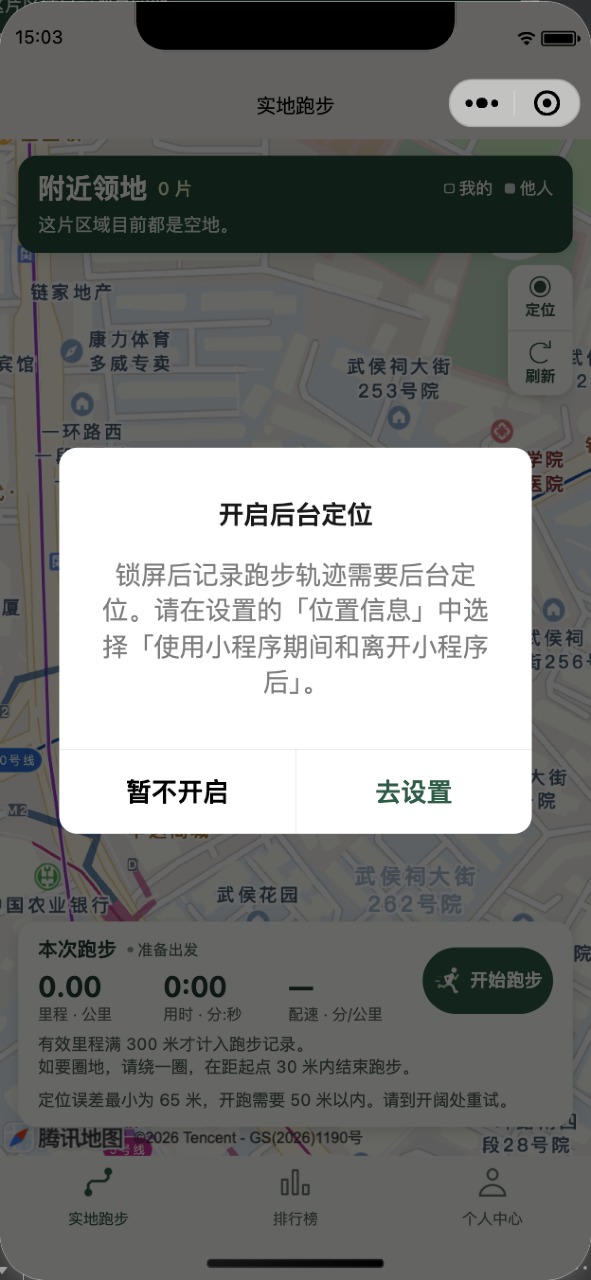 15:03
实地跑步
附近领地 0 片
我的 他人
这片区域目前都是空地。
链家地产
定位
康力体育
多威专卖
宾馆
武侯祠大街
253号院
刷新
一环路西
学院
医院
开启后台定位
锁屏后记录跑步轨迹需要后台定
位。请在设置的「位置信息」中选
择「使用小程序期间和离开小程序
后」。
厦
0号线
暂不开启
去设置
大街
院
M2
D
中国农业银行
武侯花园
武侯祠大街
262号院
本次跑步 准备出发
0.00
0:00
—
开始跑步
里程 · 公里
用时 · 分:秒
配速 · 分/公里
有效里程满 300 米才计入跑步记录。
如要圈地，请绕一圈，在距起点 30 米内结束跑步。
定位误差最小为 65 米，开跑需要 50 米以内。请到开阔处重试。
腾讯地图 ©2026 Tencent - GS(2026)1190号
段28号院
实地跑步
排行榜
个人中心